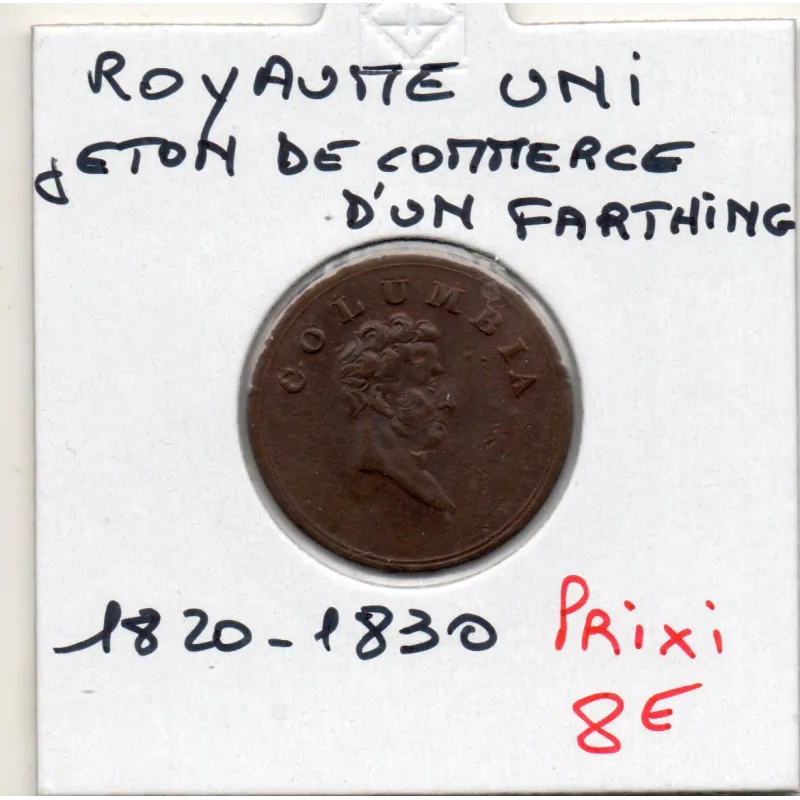 ROYAUME UNI
JETON DE COMMERCE
D'UN FARTHING
COLUMBIA
1820-1830
PRixi
8E